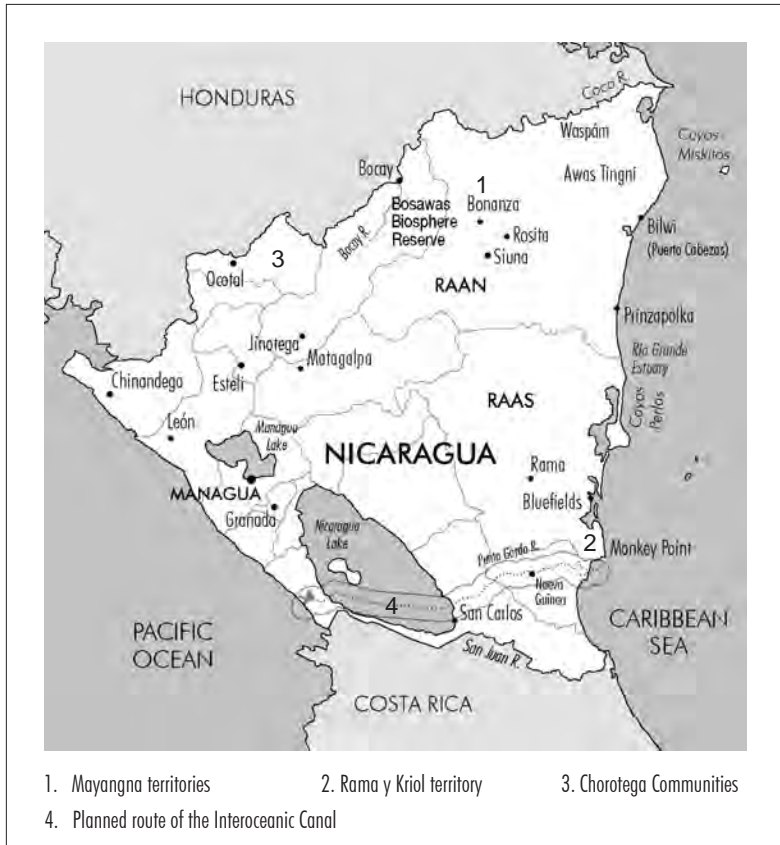 HONDURAS
Coco R.
Waspám
Cayos
Miskitos
Bocay
1
Awas Tingni
Bosawas
Biosphere
Reserve
Bonanza
Bilwi
(Puerto Cabezas)
Rosita
3
Bocay R.
Siuna
Ocotal
RAAN
Prinzapolka
Jinotega
Matagalpa
Río Grande
Estuary
Chinandega
Estelí
RAAS
Cayos
Perlas
León
Managua
Lake
NICARAGUA
Rama
MANAGUA
Bluefields
Granada
Nicaragua
Lake
2
Punta Gorda R.
Monkey Point
Nueva
Guinea
4
San Carlos
CARIBBEAN
SEA
PACIFIC
OCEAN
San Juan R.
COSTA RICA
1. Mayangna territories 2. Rama y Kriol territory 3. Chorotega Communities
4. Planned route of the Interoceanic Canal